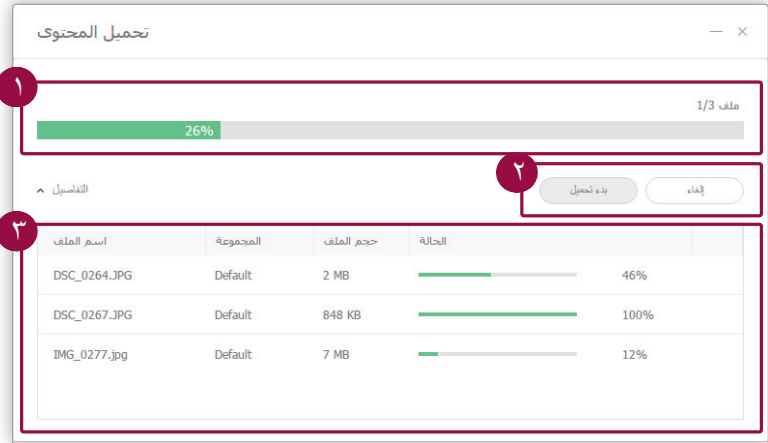 تحميل المحتوى
١
ملف 1/3
26%
٢
التفاصيل
بدء تحميل
إلغاء
٣
اسم الملف المجموعة حجم الملف الحالة
DSC_0264.JPG Default 2 MB 46%
DSC_0267.JPG Default 848 KB 100%
IMG_0277.jpg Default 7 MB 12%